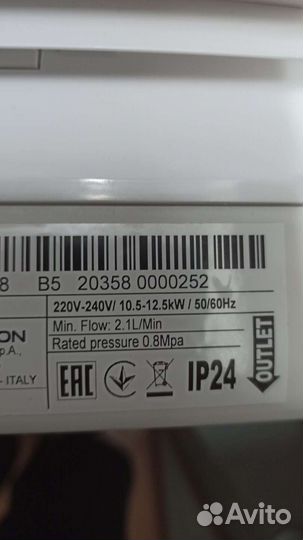 8 B5 20358 0000252
220V-240V/ 10.5-12.5kW / 50/60Hz
ON Min. Flow: 2.1L/Min
p.A., Rated pressure 0.8Mpa
- ITALY
EAC IP24
OUTLET
Avito